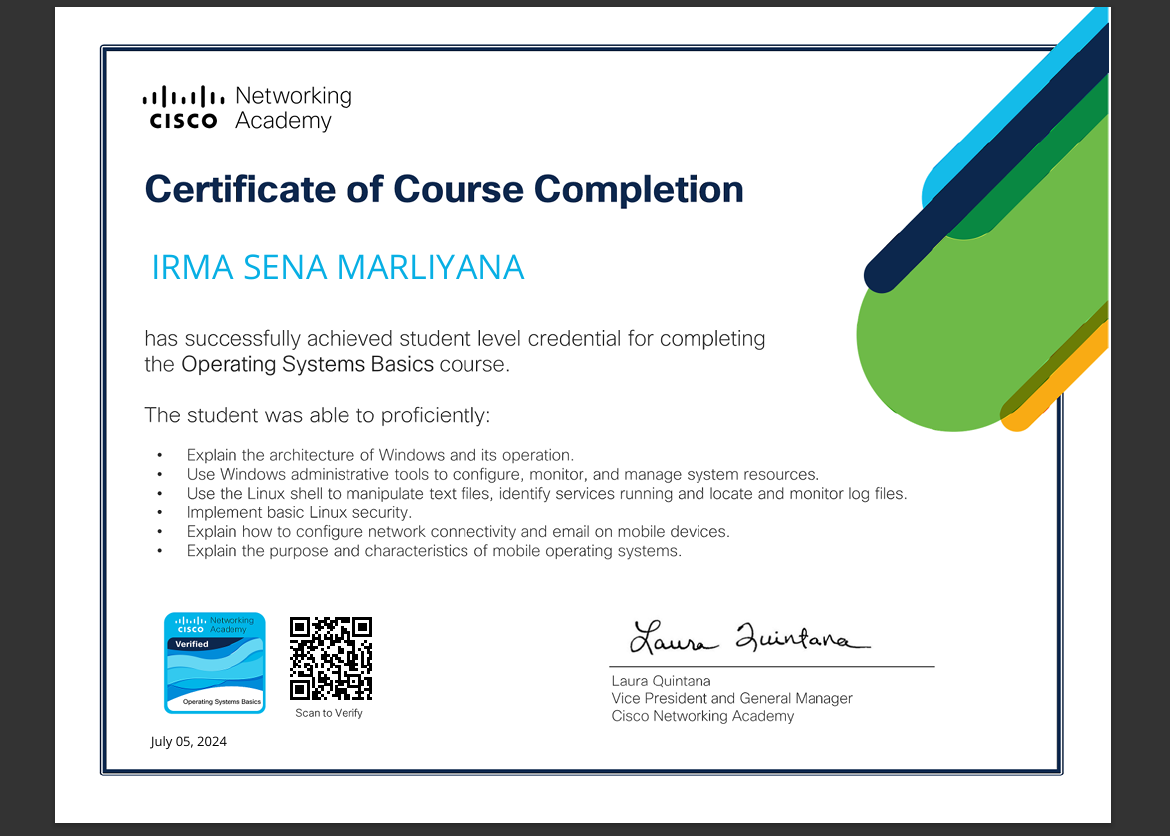 CISCO Networking Academy
Certificate of Course Completion
IRMA SENA MARLIYANA
has successfully achieved student level credential for completing
the Operating Systems Basics course.
The student was able to proficiently:
• Explain the architecture of Windows and its operation.
• Use Windows administrative tools to configure, monitor, and manage system resources.
• Use the Linux shell to manipulate text files, identify services running and locate and monitor log files.
• Implement basic Linux security.
• Explain how to configure network connectivity and email on mobile devices.
• Explain the purpose and characteristics of mobile operating systems.
CISCO Networking Academy
Verified
Operating Systems Basics
Scan to Verify
July 05, 2024
Laura Quintana
Laura Quintana
Vice President and General Manager
Cisco Networking Academy